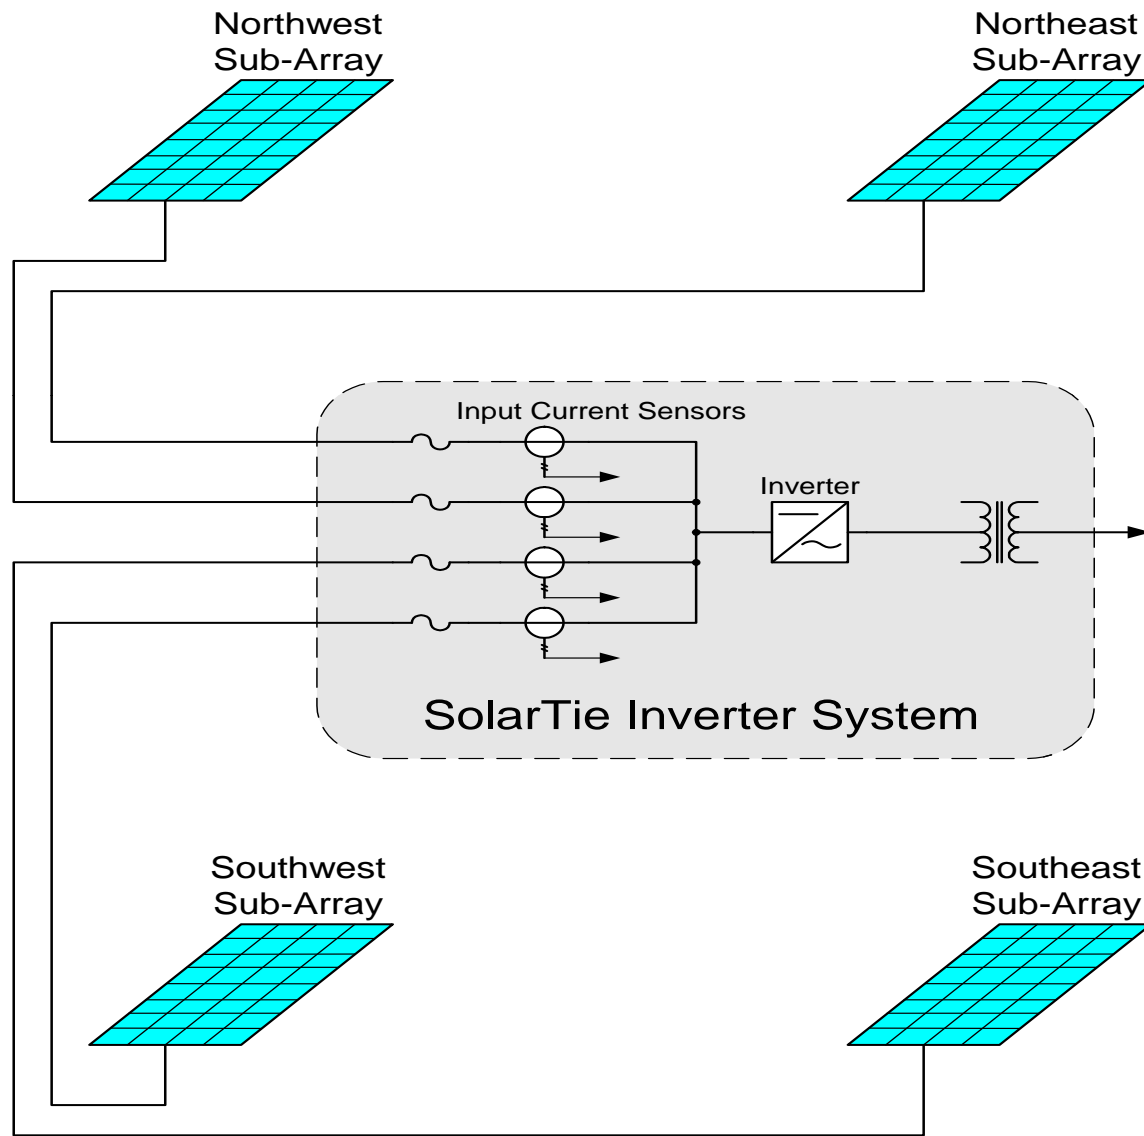 Northwest
Sub-Array
Northeast
Sub-Array
Input Current Sensors
Inverter
SolarTie Inverter System
Southwest
Sub-Array
Southeast
Sub-Array